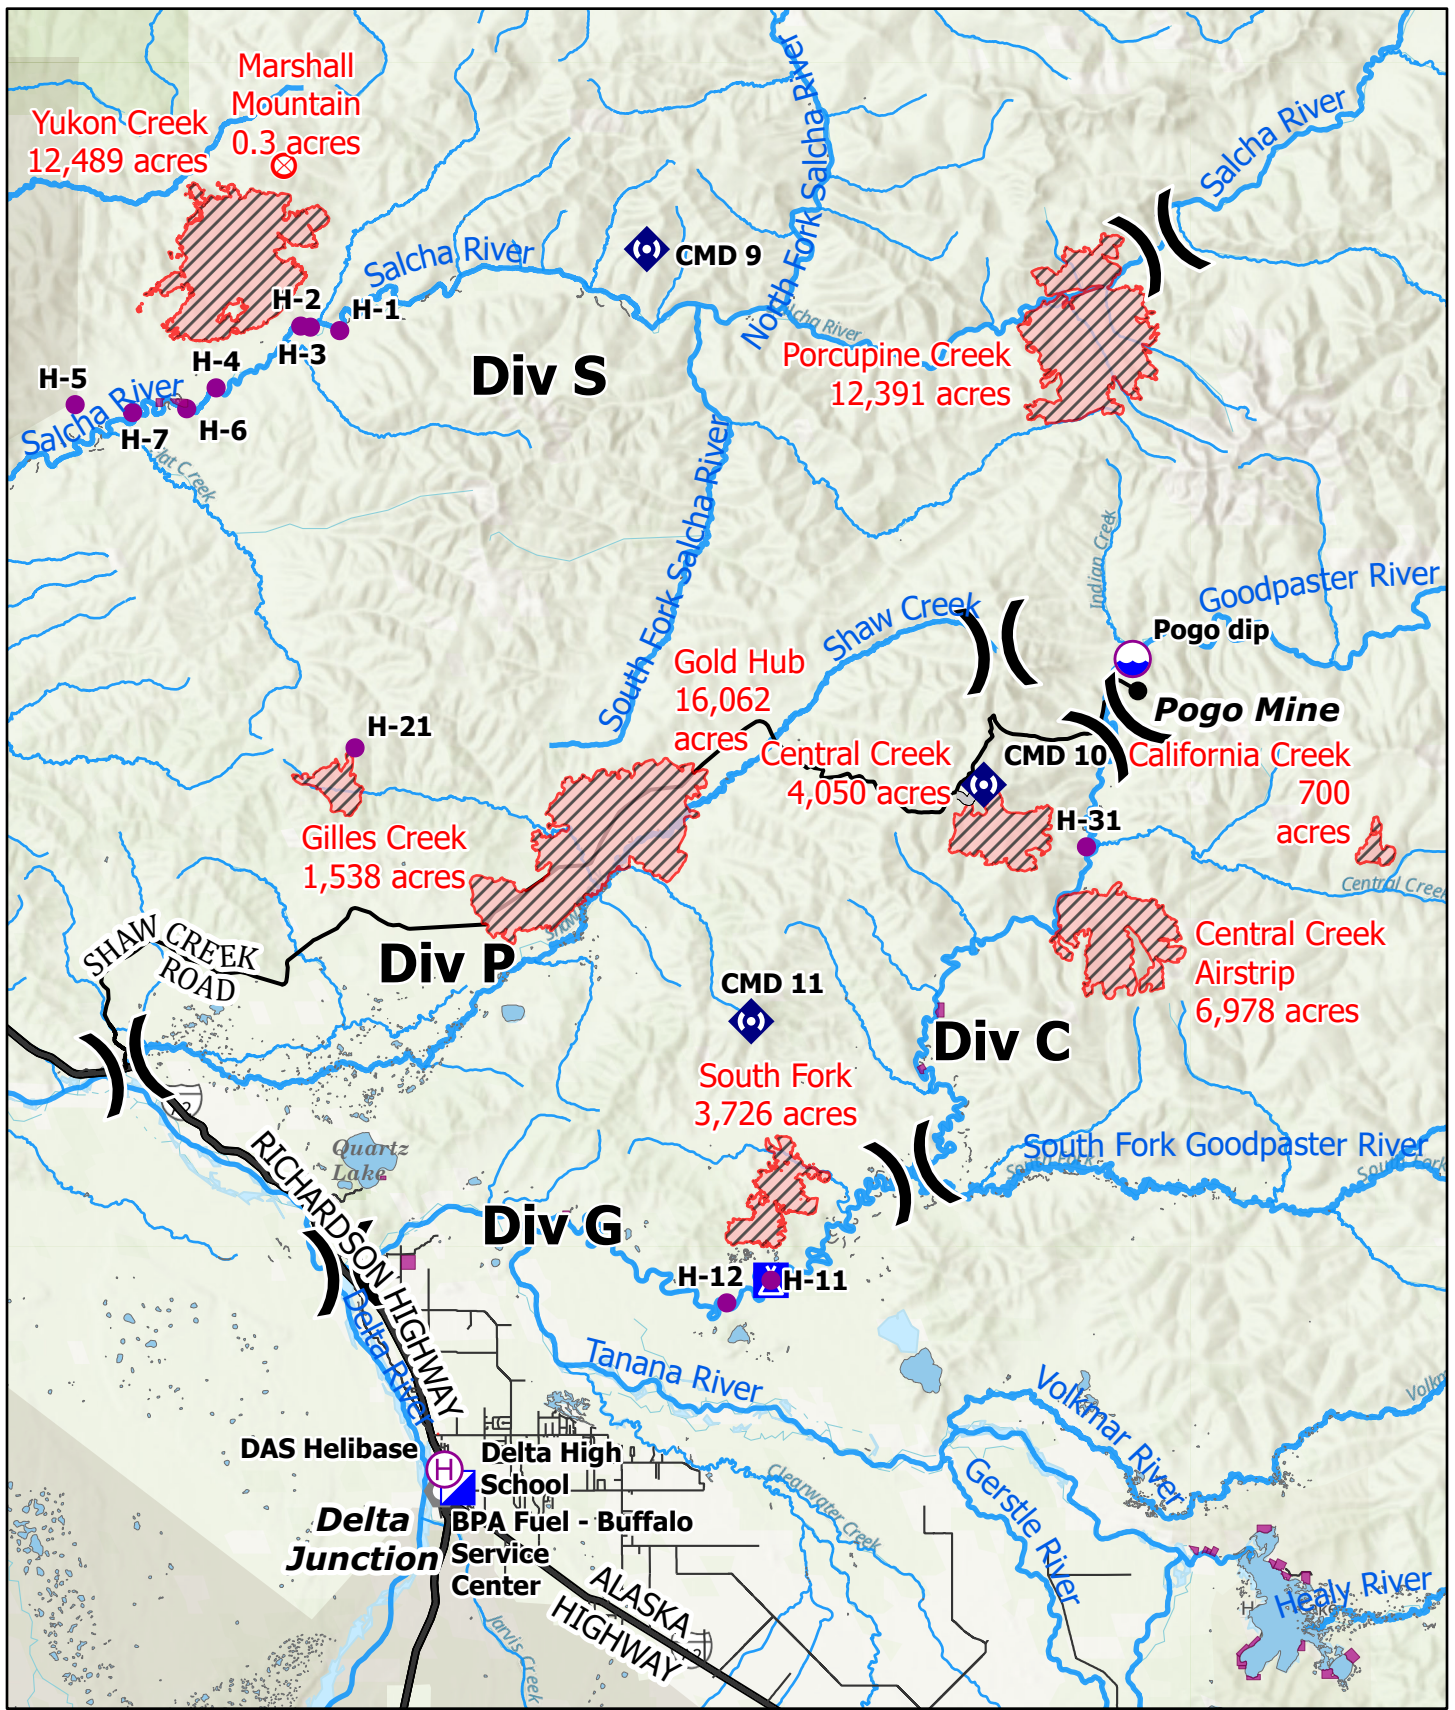 Marshall
Mountain
0.3 acres
Yukon Creek
12,489 acres
North Fork Salcha River
Salcha River
Salcha River
CMD 9
H-2
H-1
H-3
H-4
H-5
Salcha River
H-7
H-6
Div S
Porcupine Creek
12,391 acres
South Fork Salcha River
Indian Creek
Goodpaster River
Shaw Creek
Pogo dip
Pogo Mine
Gold Hub
16,062
acres
H-21
Central Creek
4,050 acres
CMD 10
California Creek
700
acres
H-31
Gilles Creek
1,538 acres
Central Creek
SHAW CREEK
ROAD
Div P
CMD 11
Central Creek
Airstrip
6,978 acres
Div C
South Fork
3,726 acres
Quartz
Lake
RICHARDSON HIGHWAY
South Fork Goodpaster River
South Fork
Div G
H-12
H-11
Delta River
Tanana River
Volkmar River
DAS Helibase
H
Delta High
School
Delta
Junction
BPA Fuel - Buffalo
Service
Center
Clearwater Creek
Gerstle River
Healy River
ALASKA
HIGHWAY
Jarvis Creek